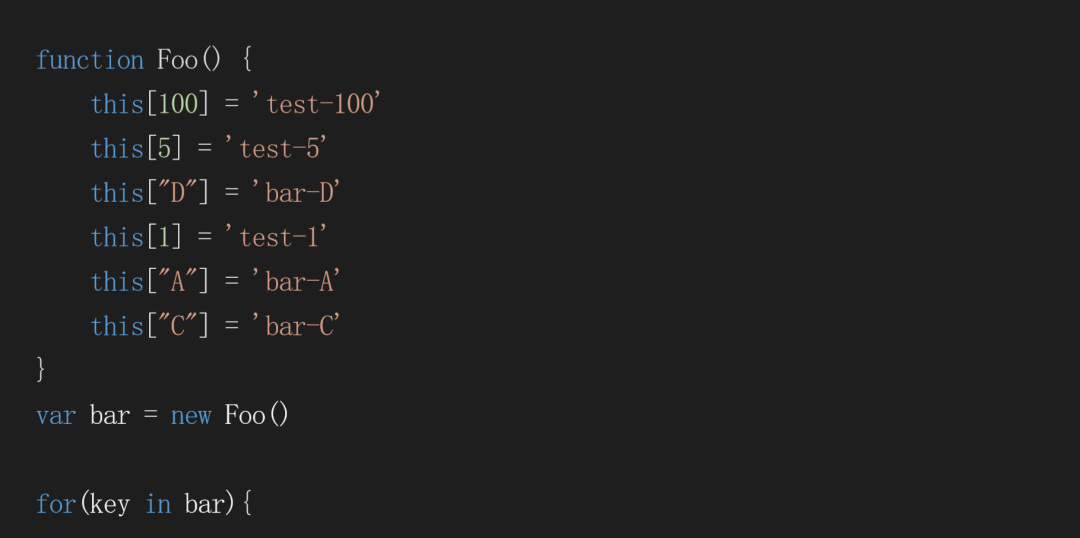 function Foo() {
    this[100] = 'test-100'
    this[5] = 'test-5'
    this["D"] = 'bar-D'
    this[1] = 'test-1'
    this["A"] = 'bar-A'
    this["C"] = 'bar-C'
}
var bar = new Foo()
for(key in bar){